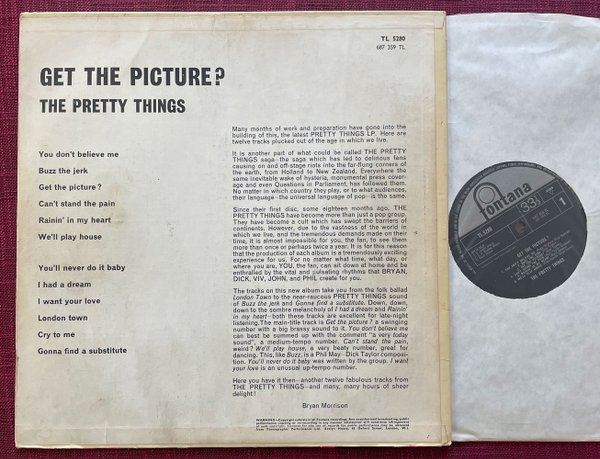 TL 5280
687 359 TL
GET THE PICTURE?
THE PRETTY THINGS
You don't believe me
Buzz the jerk
Get the picture?
Can't stand the pain
Rainin' in my heart
We'll play house
You'll never do it baby
I had a dream
I want your love
London town
Cry to me
Gonna find a substitute
Many months of work and preparation have gone into
the building of this, the latest PRETTY THINGS LP. Here are
twelve tracks plucked out of the age in which we live.
It is another part of what could be called THE PRETTY
THINGS saga–the saga which has led to delirious fans
causing on and off-stage riots into the far-flung corners of
the earth, from Holland to New Zealand. Everywhere the
same inevitable wake of hysteria, monumental press cover-
age and even Questions in Parliament, has followed them.
No matter in which country they play, or to what audiences,
their language–the universal language of pop–is the same.
Since their first disc, some eighteen months ago, THE
PRETTY THINGS have become more than just a pop group.
They have become a cult which has swept the barriers of
continents. However, due to the vastness of the world in
which we live, and the tremendous demands made on their
time, it is almost impossible for you, the fan, to see them
more than once or perhaps twice a year. It is for this reason
that the production of each album is a tremendously exciting
experience for us. For no matter what time, what day, or
where you are, YOU, the fan, can sit down at home and be
enthralled by the vital and pulsating rhythms that BRYAN,
DICK, VIV, JOHN, and PHIL create for you.
The tracks on this new album take you from the folk ballad
London Town to the near-raucous PRETTY THINGS sound
of Buzz the jerk and Gonna find a substitute. Down, down,
down to the sombre melancholy of I had a dream and Rainin'
in my heart–both these tracks are excellent for late-night
listening. The main-title track is Get the picture? a swinging
number with a big brassy sound to it. You don't believe me
can best be summed up with the comment "a very today
sound", a medium-tempo number. Can't stand the pain,
weird? We'll play house, a very beaty number, great for
dancing. This, like Buzz, is a Phil May–Dick Taylor composi-
tion. You'll never do it baby was written by the group. I want
your love is an unusual up-tempo number.
Here you have it then–another twelve fabulous tracks from
THE PRETTY THINGS–and many, many hours of sheer
delight!
Bryan Morrison
fontana
33⅓
1
TL.5280
GET THE PICTURE
THE PRETTY THINGS